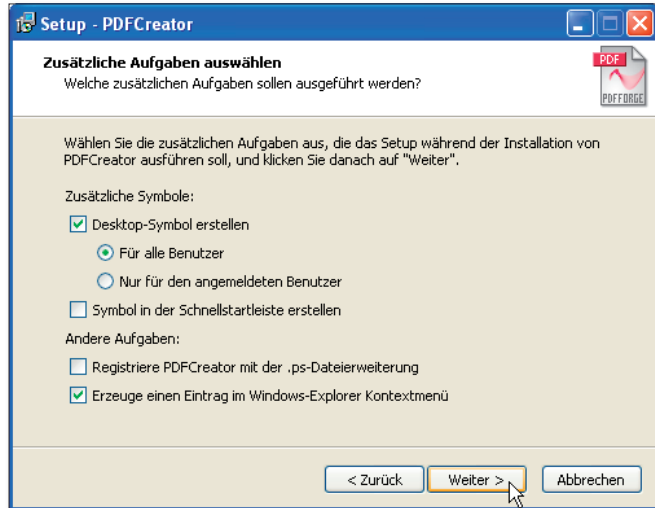 Setup - PDFCreator
Zusätzliche Aufgaben auswählen
Welche zusätzlichen Aufgaben sollen ausgeführt werden?
PDF
PDFFORGE
Wählen Sie die zusätzlichen Aufgaben aus, die das Setup während der Installation von
PDFCreator ausführen soll, und klicken Sie danach auf "Weiter".
Zusätzliche Symbole:
Desktop-Symbol erstellen
Für alle Benutzer
Nur für den angemeldeten Benutzer
Symbol in der Schnellstartleiste erstellen
Andere Aufgaben:
Registriere PDFCreator mit der .ps-Dateierweiterung
Erzeuge einen Eintrag im Windows-Explorer Kontextmenü
< Zurück Weiter > Abbrechen